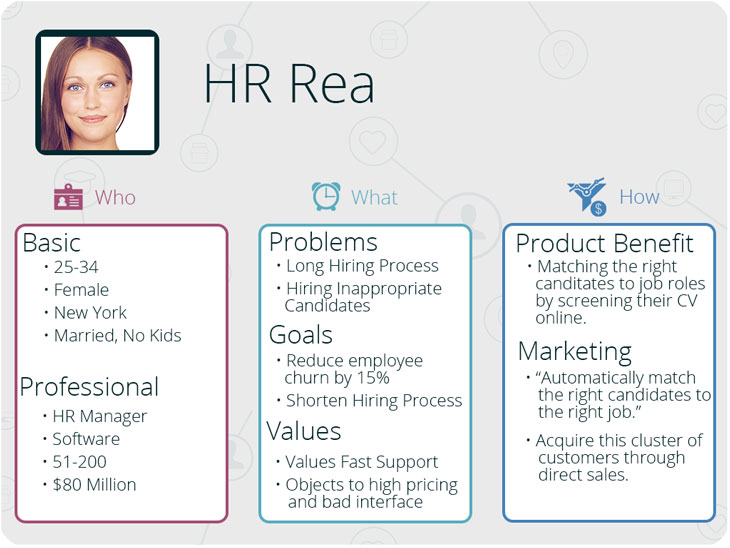 HR Rea
Who
Basic
• 25-34
• Female
• New York
• Married, No Kids
Professional
• HR Manager
• Software
• 51-200
• $80 Million
What
Problems
• Long Hiring Process
• Hiring Inappropriate
Candidates
Goals
• Reduce employee
churn by 15%
• Shorten Hiring Process
Values
• Values Fast Support
• Objects to high pricing
and bad interface
How
$
Product Benefit
• Matching the right
canditates to job roles
by screening their CV
online.
Marketing
• “Automatically match
the right candidates to
the right job.”
• Acquire this cluster of
customers through
direct sales.